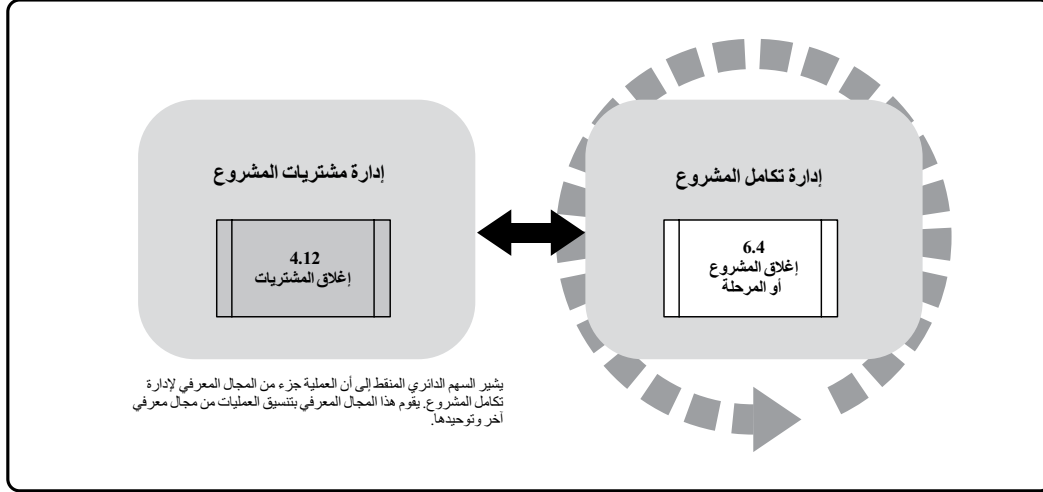 إدارة تكامل المشروع
6.4
إغلاق المشروع
أو المرحلة
إدارة مشتريات المشروع
4.12
إغلاق المشتريات
يشير السهم الدائري المنقط إلى أن العملية جزء من المجال المعرفي لإدارة
تكامل المشروع. يقوم هذا المجال المعرفي بتنسيق العمليات من مجال معرفي
آخر وتوحيدها.